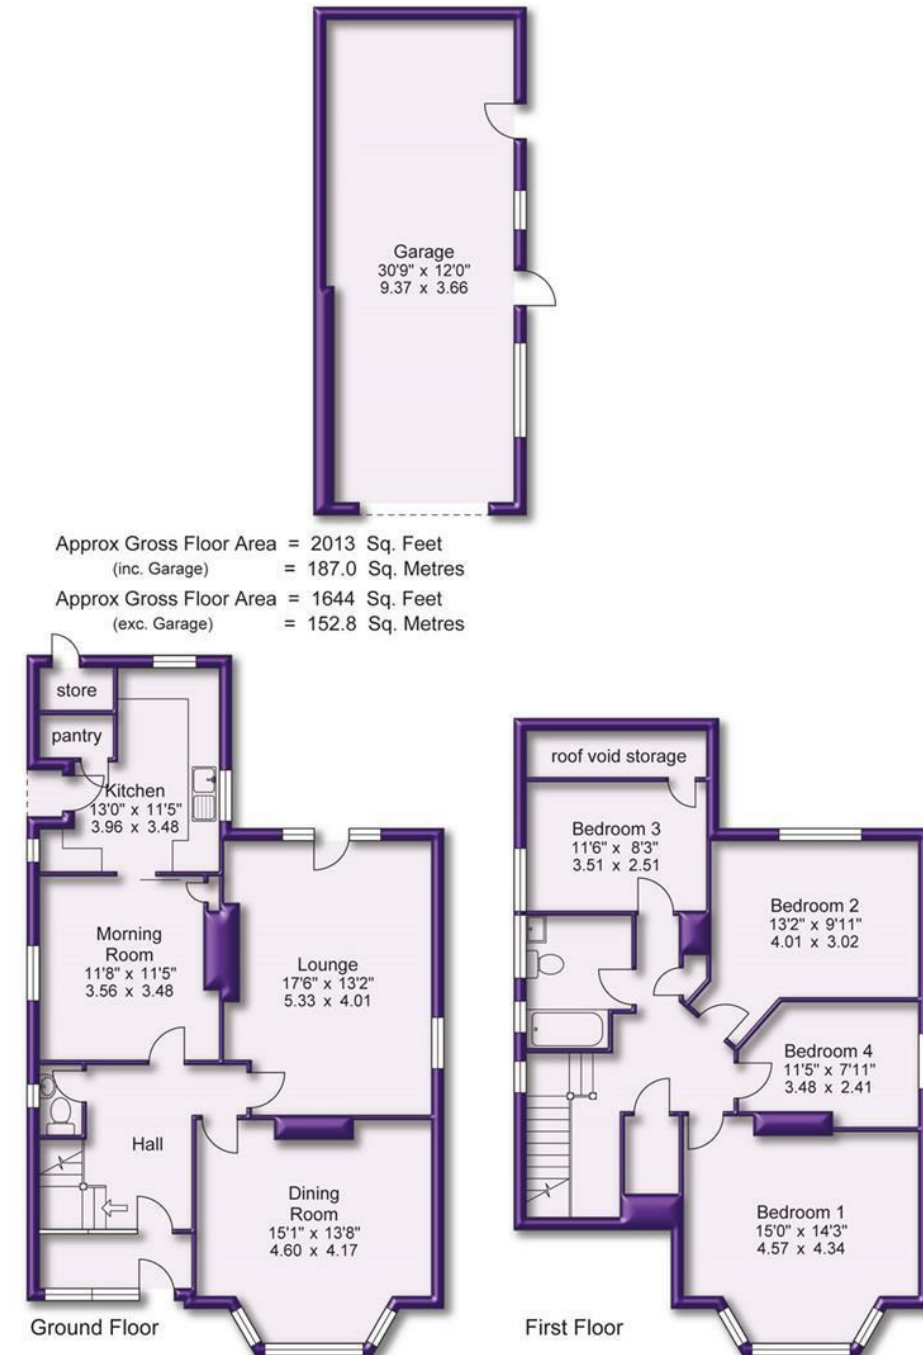 Garage
30'9" x 12'0"
9.37 x 3.66
Approx Gross Floor Area = 2013 Sq. Feet
(inc. Garage) = 187.0 Sq. Metres
Approx Gross Floor Area = 1644 Sq. Feet
(exc. Garage) = 152.8 Sq. Metres
store
pantry
Kitchen
13'0" x 11'5"
3.96 x 3.48
Morning
Room
11'8" x 11'5"
3.56 x 3.48
Lounge
17'6" x 13'2"
5.33 x 4.01
Hall
Dining
Room
15'1" x 13'8"
4.60 x 4.17
Ground Floor
roof void storage
Bedroom 3
11'6" x 8'3"
3.51 x 2.51
Bedroom 2
13'2" x 9'11"
4.01 x 3.02
Bedroom 4
11'5" x 7'11"
3.48 x 2.41
Bedroom 1
15'0" x 14'3"
4.57 x 4.34
First Floor